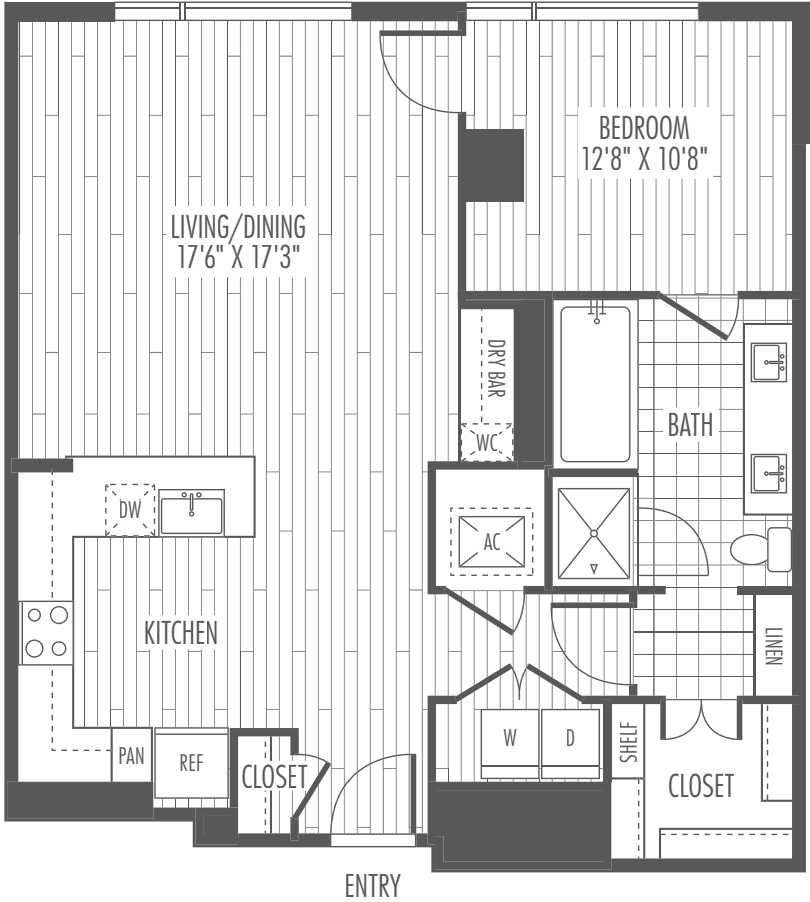 BEDROOM
12'8" X 10'8"
LIVING/DINING
17'6" X 17'3"
DRY BAR
WC
BATH
DW
AC
KITCHEN
LINEN
PAN
REF
CLOSET
W
D
SHELF
CLOSET
ENTRY